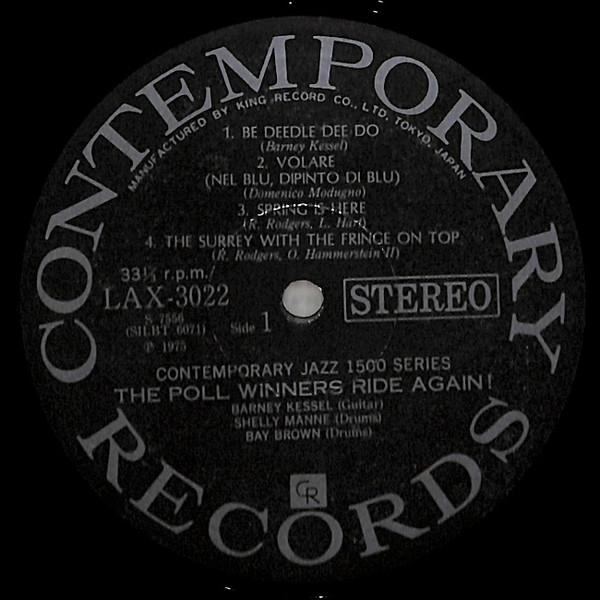 CONTEMPORARY
MANUFACTURED BY KING RECORD CO., LTD. TOKYO, JAPAN
1. BE DEEDLE DEE DO
(Barney Kessel)
2. VOLARE
(NEL BLU, DIPINTO DI BLU)
(Domenico Modugno)
3. SPRING IS HERE
(R. Rodgers, L. Hart)
4. THE SURREY WITH THE FRINGE ON TOP
(R. Rodgers, O. Hammerstein II)
33⅓ r.p.m./
LAX-3022
STEREO
S 7556
(SILBT 6071)
Side 1
℗ 1975
CONTEMPORARY JAZZ 1500 SERIES
THE POLL WINNERS RIDE AGAIN!
BARNEY KESSEL (Guitar)
SHELLY MANNE (Drums)
BAY BROWN (Drums)
CR
RECORDS